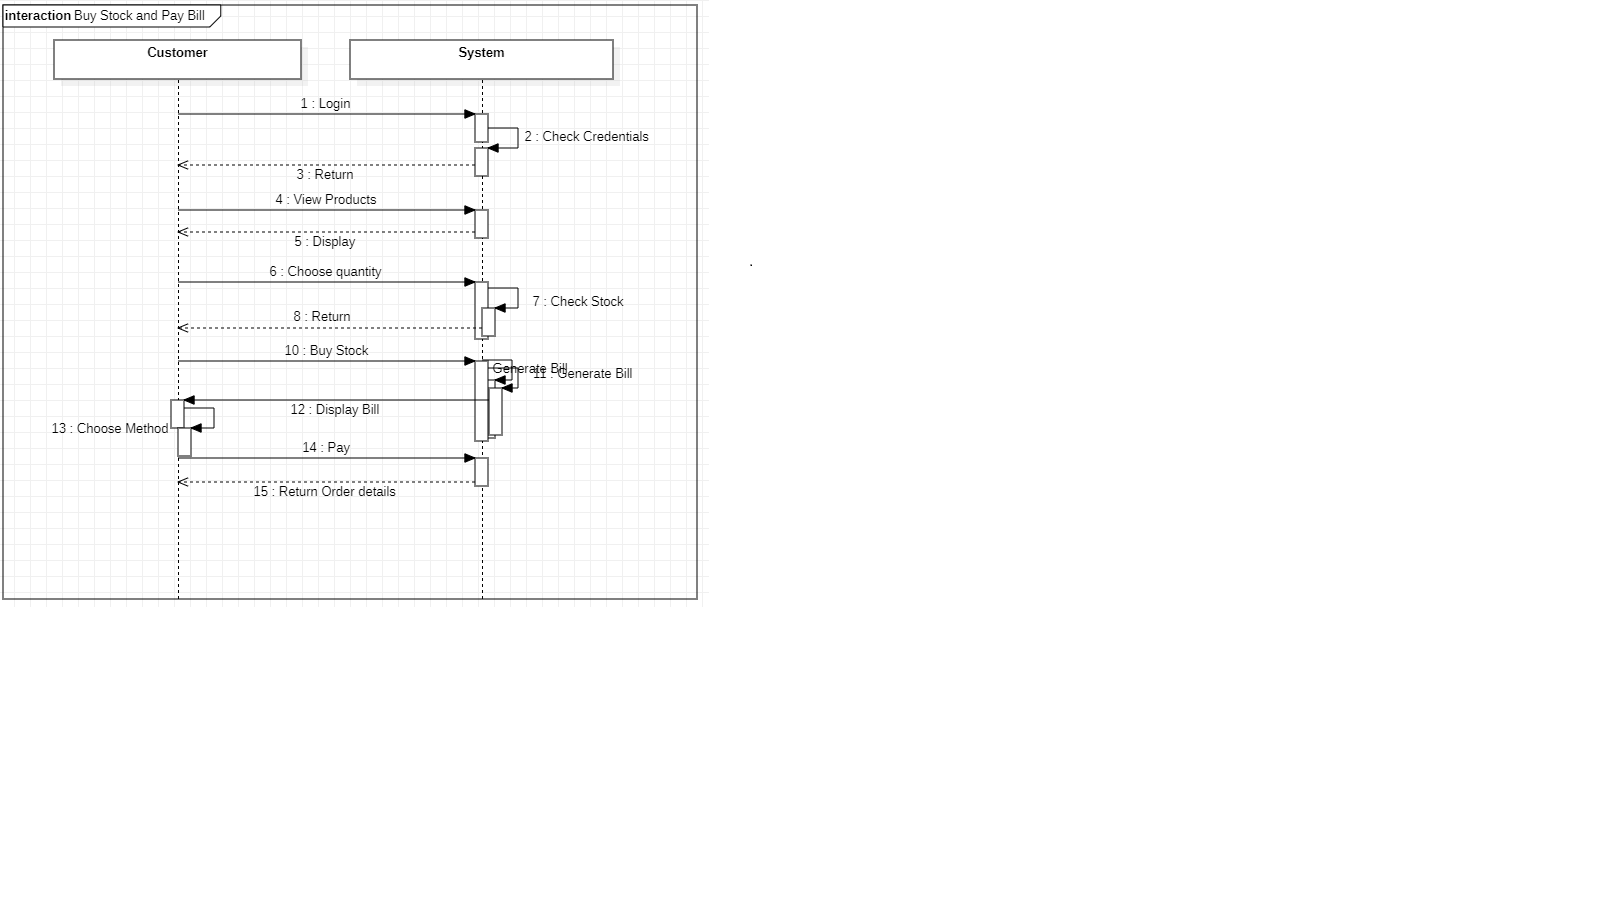 interaction Buy Stock and Pay Bill
Customer
System
1 : Login
2 : Check Credentials
3 : Return
4 : View Products
5 : Display
6 : Choose quantity
7 : Check Stock
8 : Return
10 : Buy Stock
Generate Bill
11 : Generate Bill
12 : Display Bill
13 : Choose Method
14 : Pay
15 : Return Order details
.